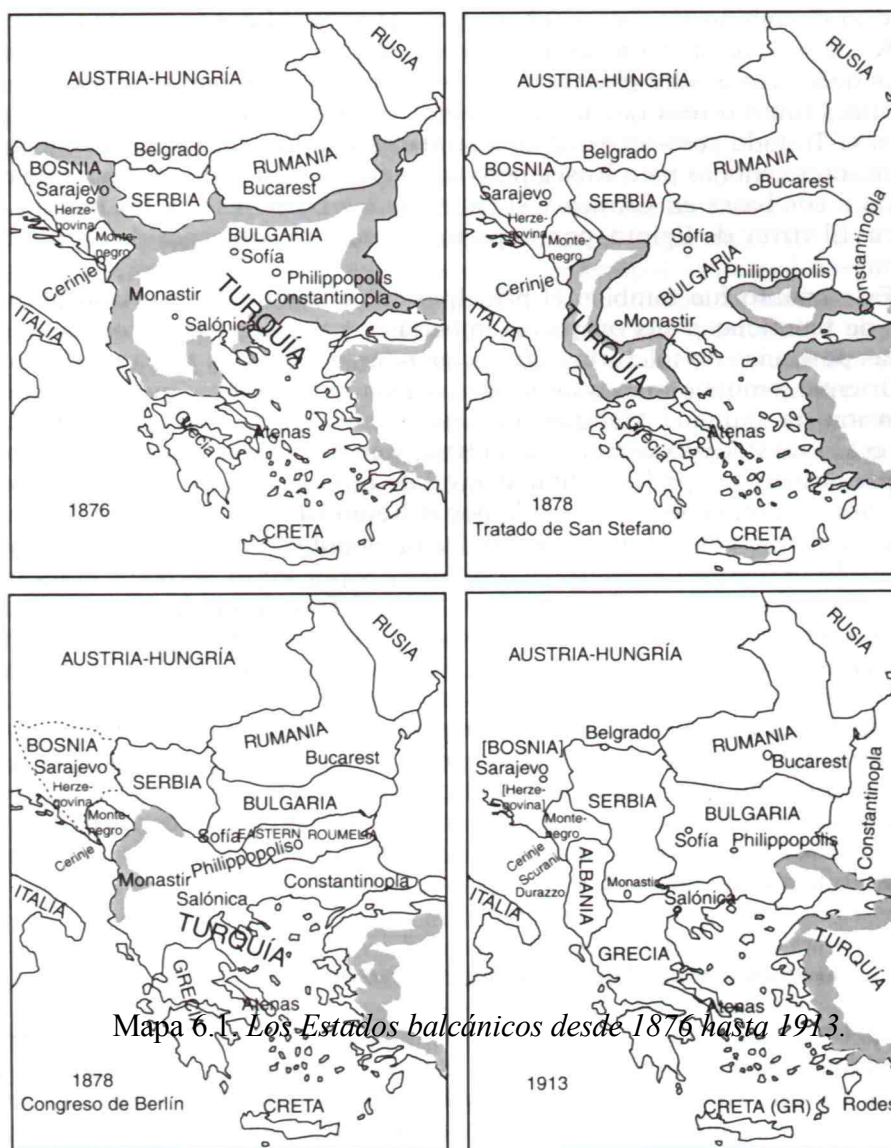 RUSIA
AUSTRIA-HUNGRÍA
Belgrado
RUMANIA
BOSNIA
Sarajevo
Bucarest
SERBIA
Herze-
govina
Monte-
negro
BULGARIA
Sofía
Cerinje
Philippopolis
Constantinopla
Monastir
TURQUÍA
Salónica
ITALIA
Grecia
Atenas
1876
CRETA
RUSIA
AUSTRIA-HUNGRÍA
Belgrado
RUMANIA
BOSNIA
Sarajevo
Bucarest
SERBIA
Herze-
govina
Monte-
negro
Constantinopla
Sofía
BULGARIA
Cerinje
Philippopolis
Monastir
TURQUÍA
ITALIA
Grecia
Atenas
1878
Tratado de San Stefano
CRETA
RUSIA
AUSTRIA-HUNGRÍA
RUMANIA
BOSNIA
Sarajevo
Bucarest
SERBIA
Herze-
govina
BULGARIA
Monte-
negro
Sofía
EASTERN ROUMELIA
Cerinje
Philippopoliso
Monastir
Constantinopla
Salónica
ITALIA
TURQUÍA
GRECIA
Atenas
1878
Congreso de Berlín
CRETA
RUSIA
AUSTRIA-HUNGRÍA
Belgrado
RUMANIA
[BOSNIA]
Sarajevo
Bucarest
[Herze-
govina]
SERBIA
Constantinopla
Monte-
negro
BULGARIA
Sofía
Philippopolis
Cerinje
Scurani
ALBANIA
Durazzo
Monastir
Salónica
ITALIA
TURQUÍA
GRECIA
Atenas
1913
CRETA (GR)
Rodes
Mapa 6.1. Los Estados balcánicos desde 1876 hasta 1913.